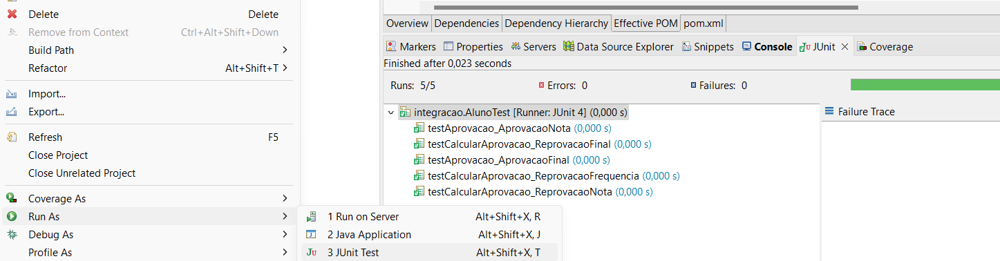 Delete Delete
Remove from Context Ctrl+Alt+Shift+Down
Build Path
Refactor Alt+Shift+T
Import...
Export...
Refresh F5
Close Project
Close Unrelated Project
Coverage As
Run As
Debug As
Profile As
1 Run on Server Alt+Shift+X, R
2 Java Application Alt+Shift+X, J
3 JUnit Test Alt+Shift+X, T
Overview Dependencies Dependency Hierarchy Effective POM pom.xml
Markers Properties Servers Data Source Explorer Snippets Console JUnit Coverage
Finished after 0,023 seconds
Runs: 5/5 Errors: 0 Failures: 0
integracao.AlunoTest [Runner: JUnit 4] (0,000 s)
testAprovacao_AprovacaoNota (0,000 s)
testCalcularAprovacao_ReprovacaoFinal (0,000 s)
testAprovacao_AprovacaoFinal (0,000 s)
testCalcularAprovacao_ReprovacaoFrequencia (0,000 s)
testCalcularAprovacao_ReprovacaoNota (0,000 s)
Failure Trace